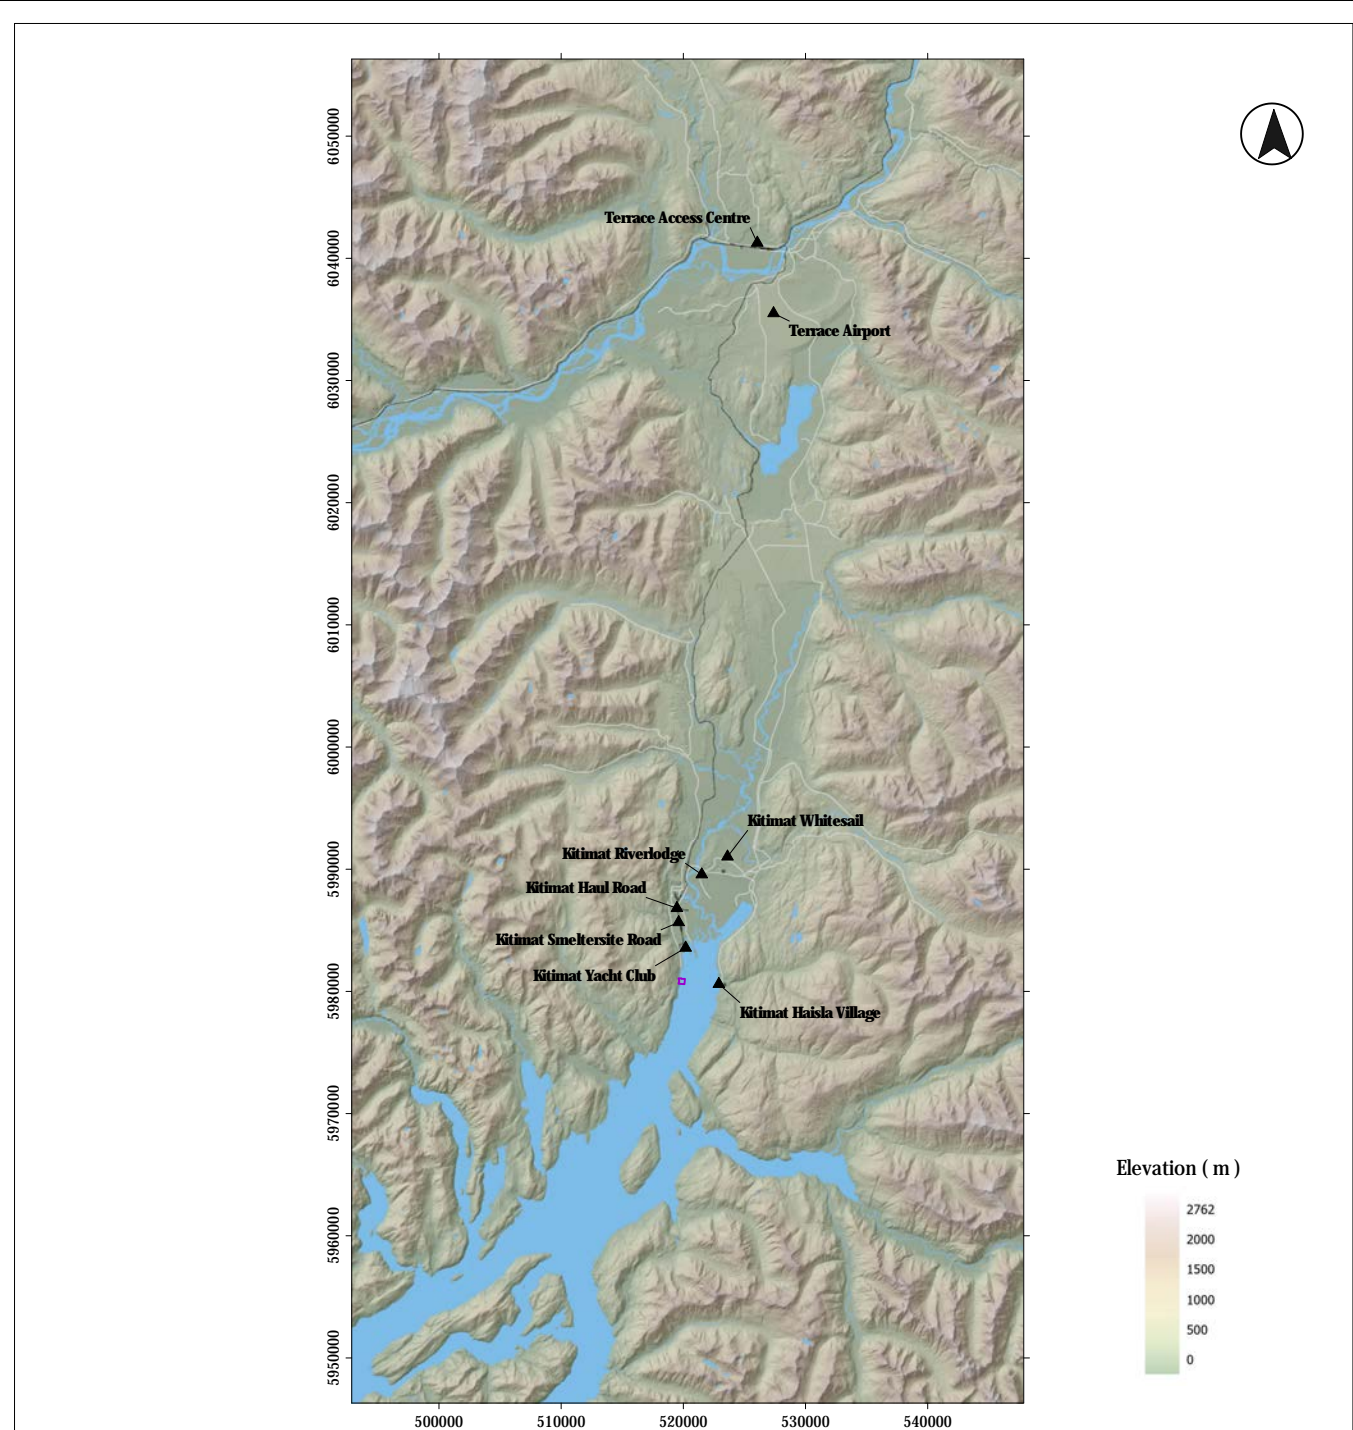 6050000
Terrace Access Centre
6040000
Terrace Airport
6030000
6020000
6010000
6000000
Kitimat Whitesail
Kitimat Riverlodge
5990000
Kitimat Haul Road
Kitimat Smeltersite Road
Kitimat Yacht Club
5980000
Kitimat Haisla Village
5970000
Elevation ( m )
2762
2000
1500
1000
500
0
5960000
5950000
500000 510000 520000 530000 540000